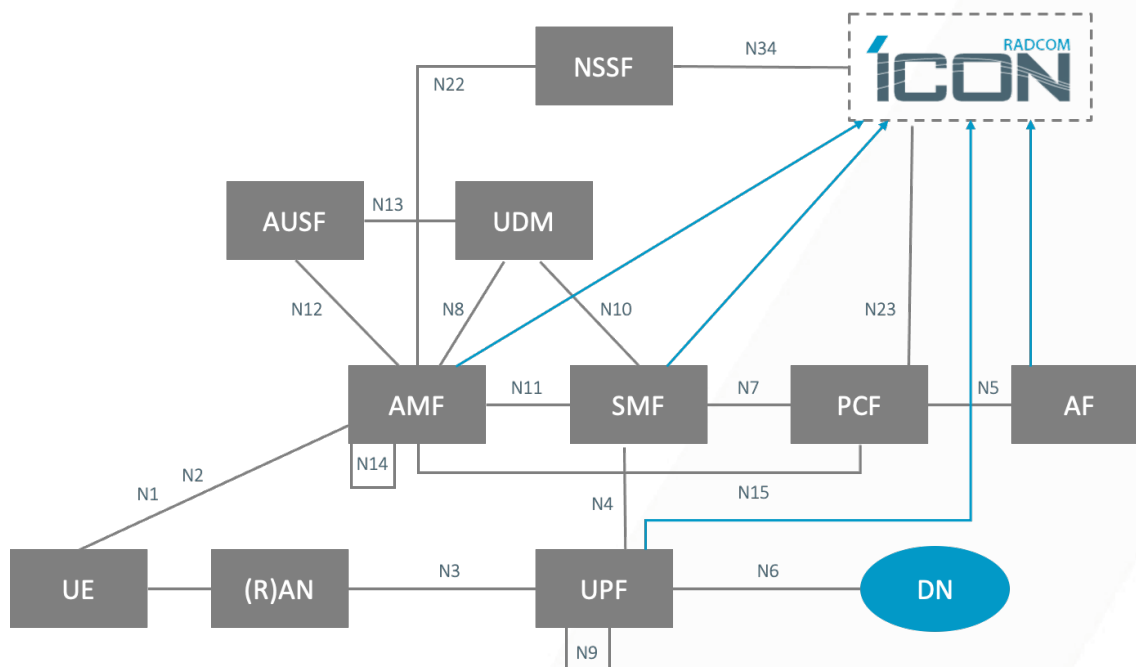 RADCOM
ICON
N34
NSSF
N22
AUSF
N13
UDM
N12
N8
N10
N23
AMF
N11
SMF
N7
PCF
N5
AF
N14
N2
N1
N4
N15
UE
(R)AN
N3
UPF
N6
DN
N9